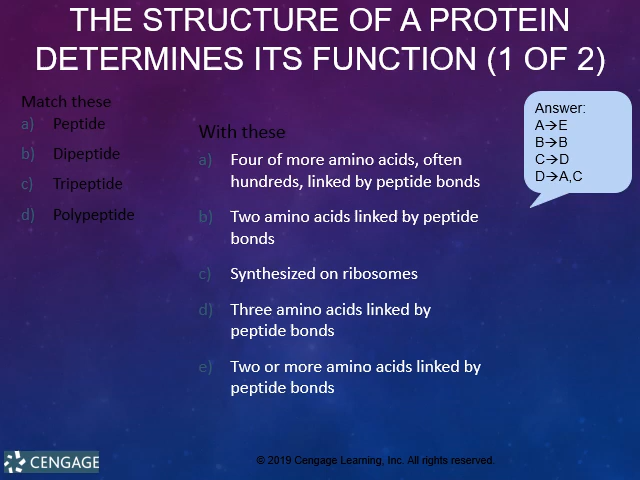 THE STRUCTURE OF A PROTEIN
DETERMINES ITS FUNCTION (1 OF 2)
Match these
a) Peptide
b) Dipeptide
c) Tripeptide
d) Polypeptide
With these
a) Four of more amino acids, often
hundreds, linked by peptide bonds
b) Two amino acids linked by peptide
bonds
c) Synthesized on ribosomes
d) Three amino acids linked by
peptide bonds
e) Two or more amino acids linked by
peptide bonds
Answer:
A→E
B→B
C→D
D→A,C
CENGAGE
© 2019 Cengage Learning, Inc. All rights reserved.